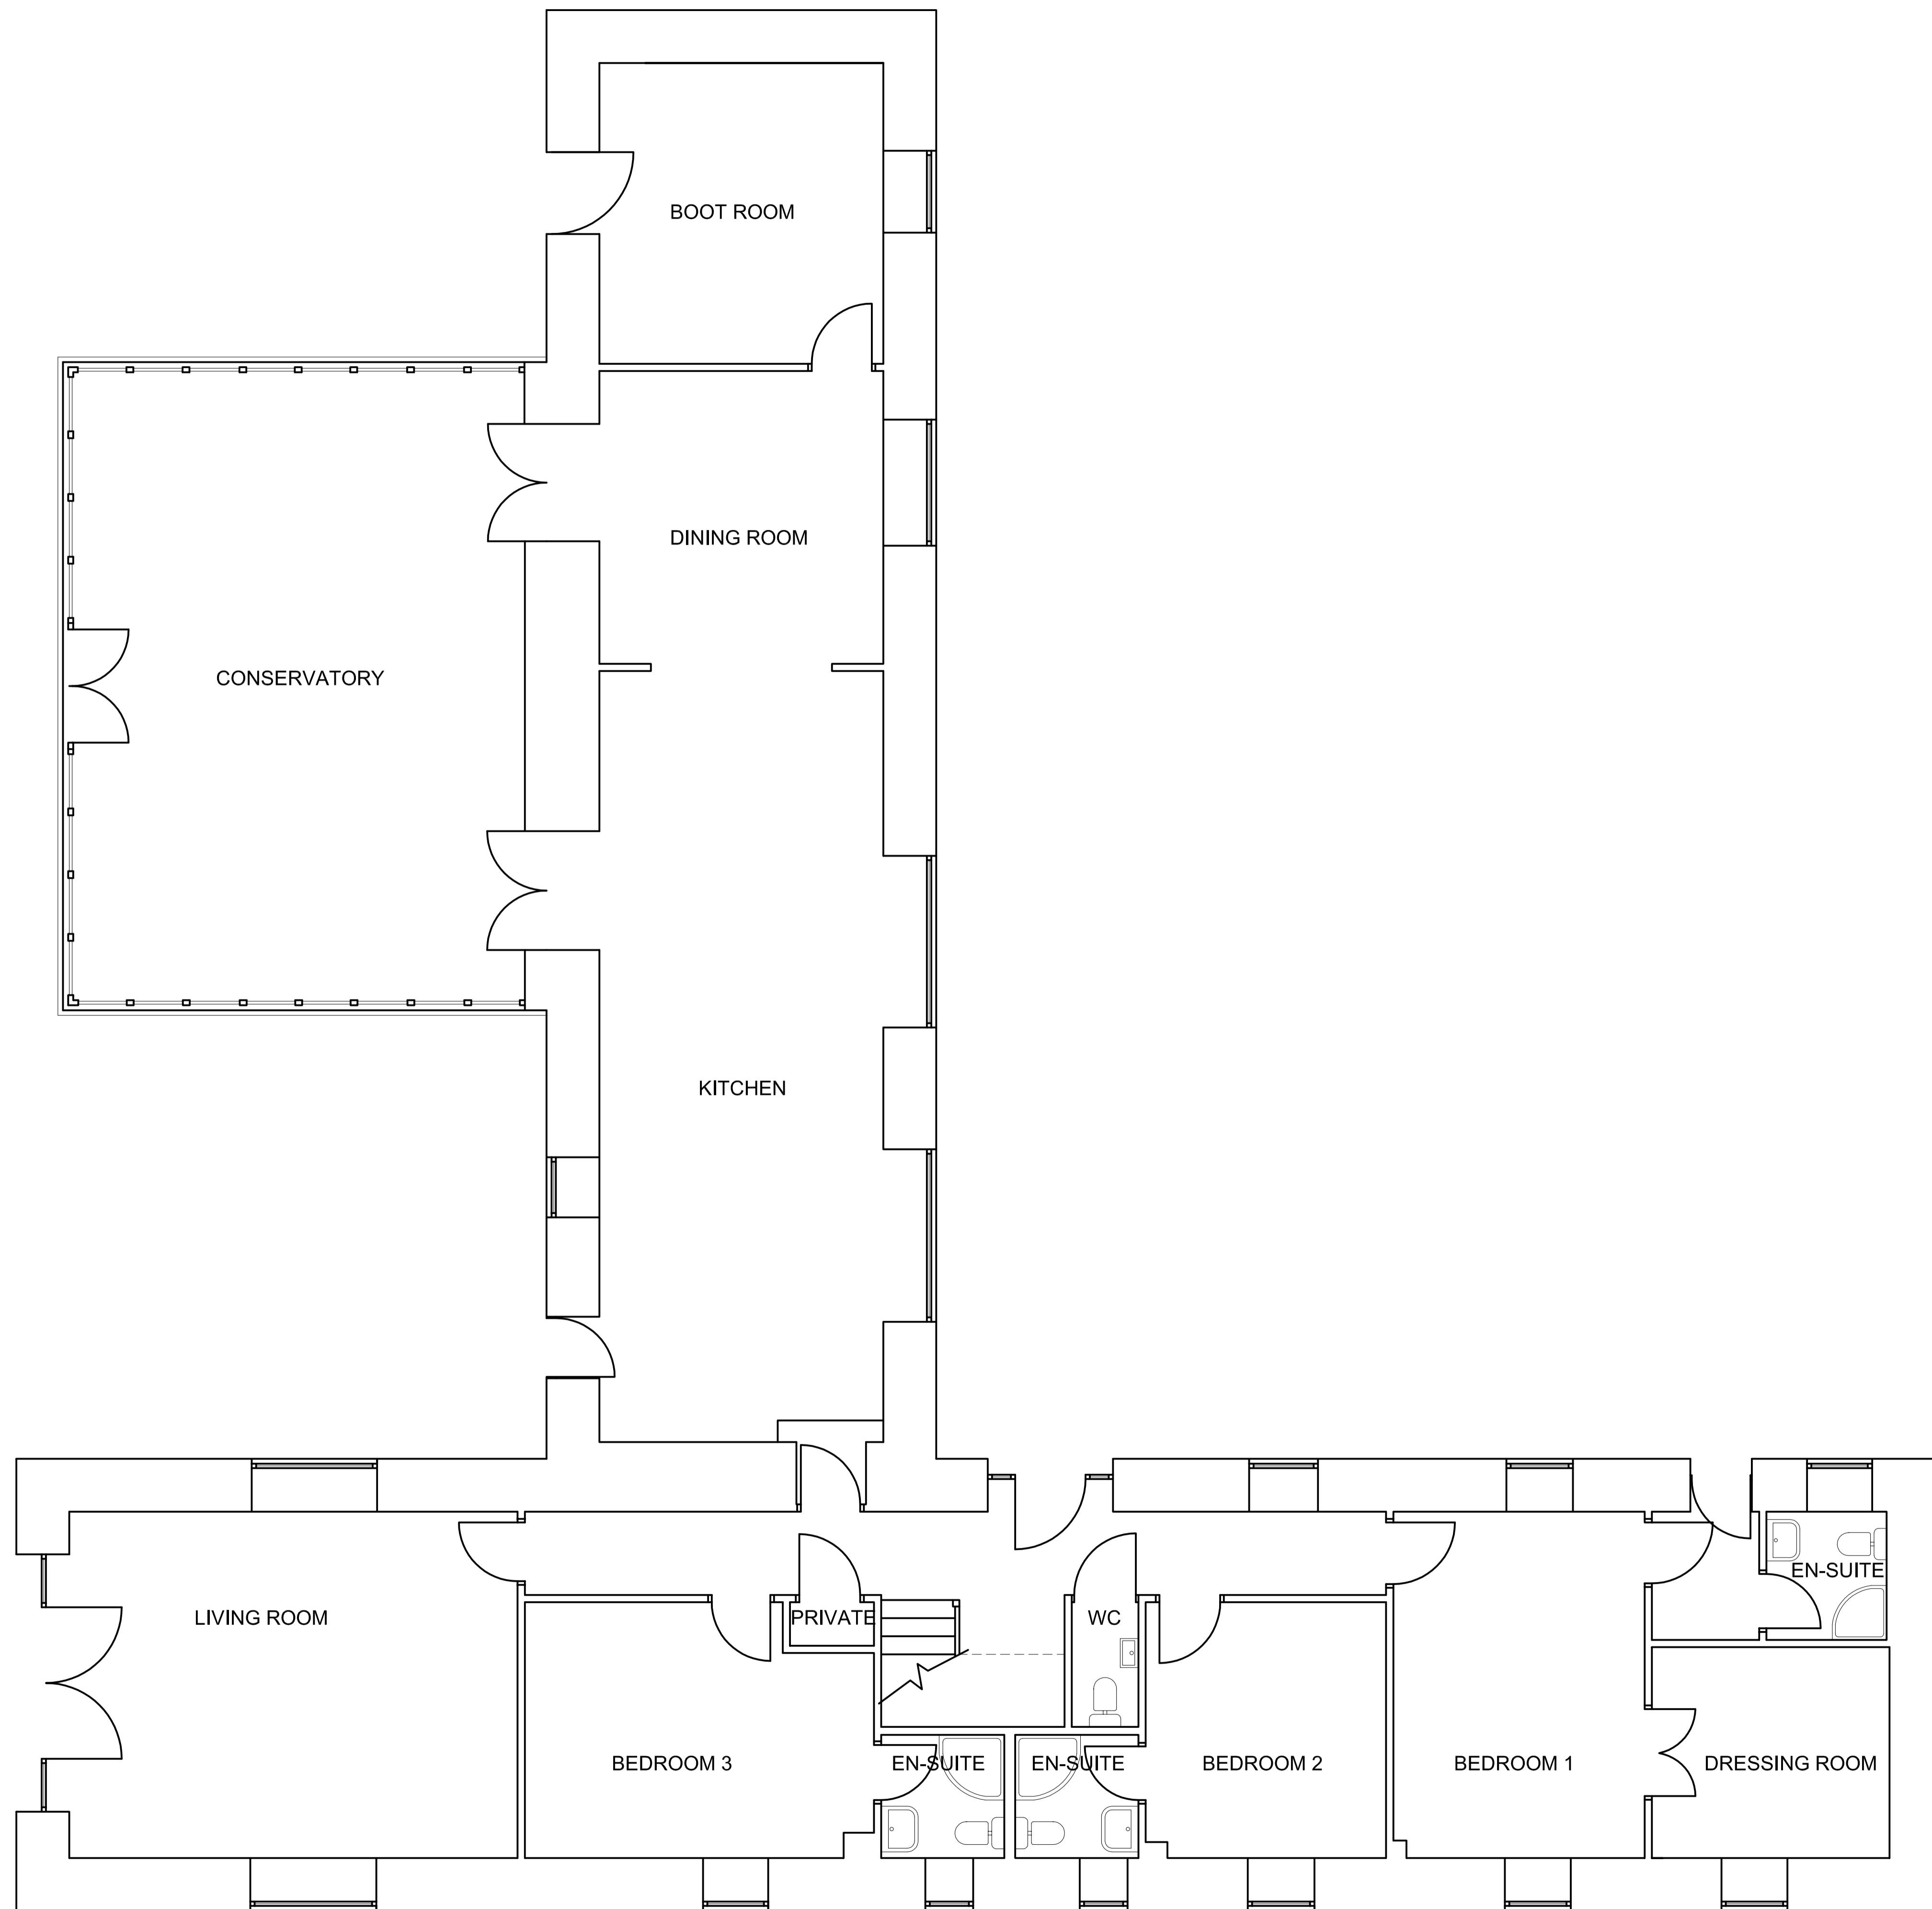 BOOT ROOM
DINING ROOM
CONSERVATORY
KITCHEN
EN-SUITE
LIVING ROOM
PRIVATE
WC
BEDROOM 3
EN-SUITE
EN-SUITE
BEDROOM 2
BEDROOM 1
DRESSING ROOM